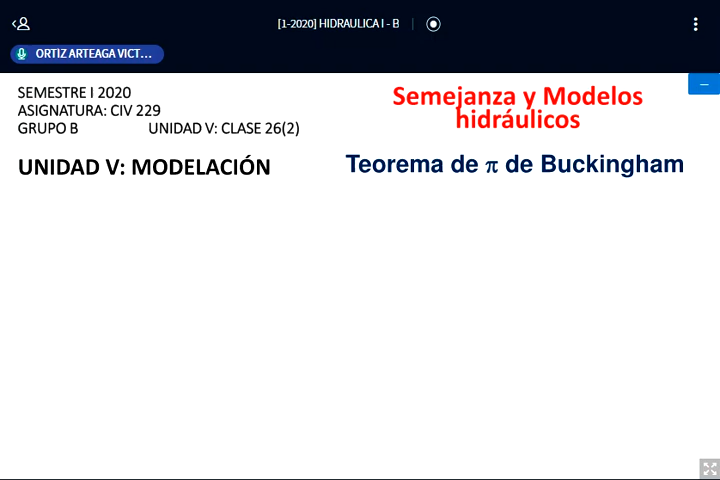 [1-2020] HIDRAULICA I - B
ORTIZ ARTEAGA VICT...
SEMESTRE I 2020
ASIGNATURA: CIV 229
GRUPO B UNIDAD V: CLASE 26(2)
UNIDAD V: MODELACIÓN
Semejanza y Modelos
hidráulicos
Teorema de π de Buckingham